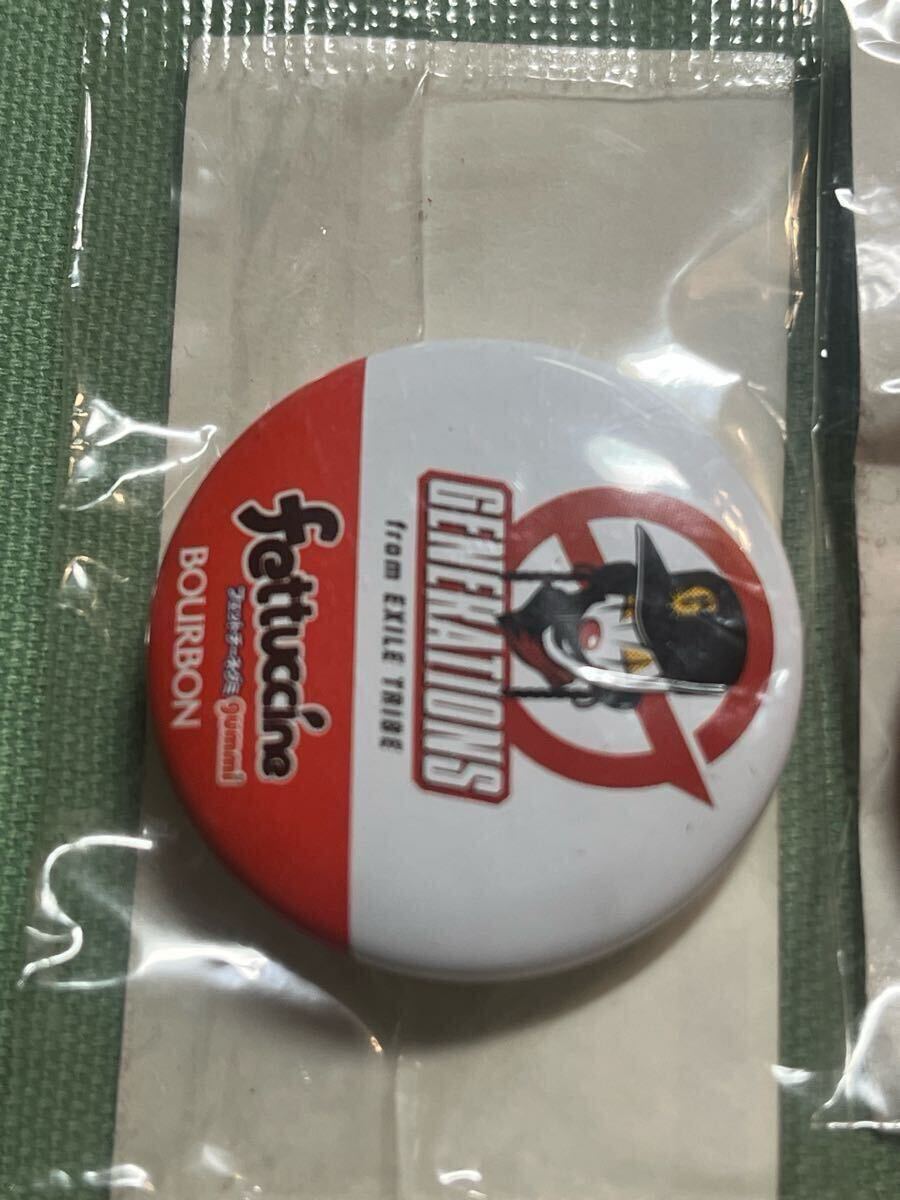 G
GENERATIONS
from EXILE TRIBE
fettuccine
フェットチーネグミ gummi
BOURBON